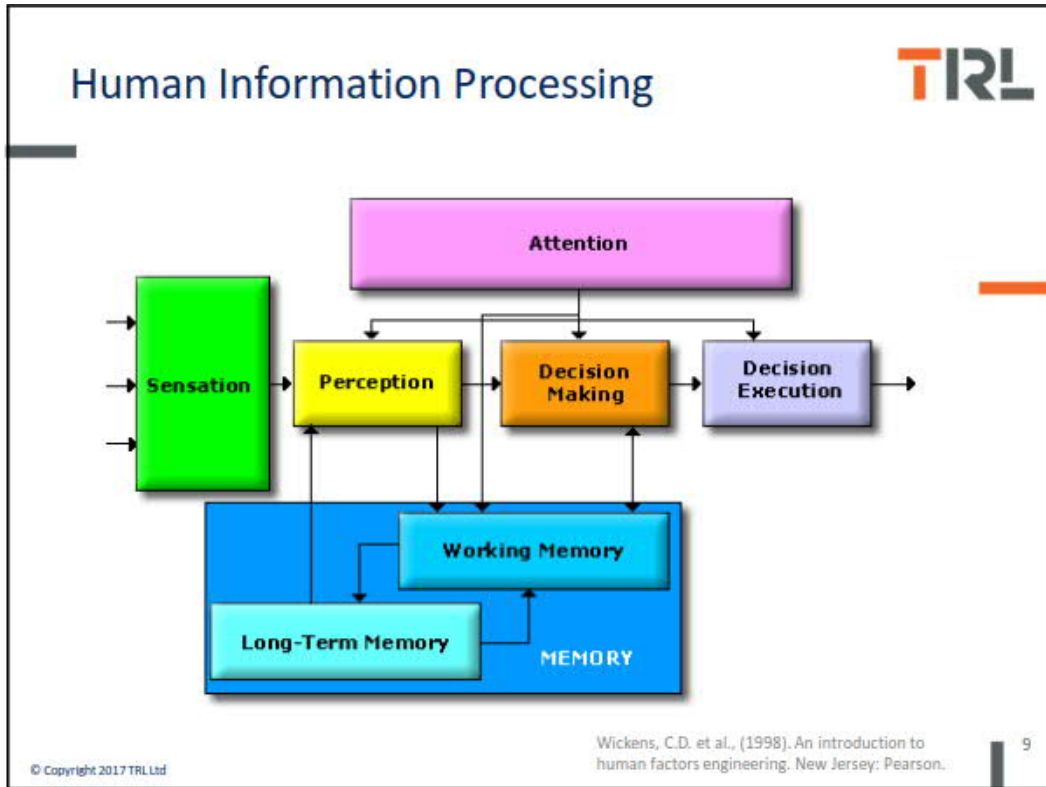 Human Information Processing
TRL
Attention
Sensation
Perception
Decision
Making
Decision
Execution
Working Memory
Long-Term Memory
MEMORY
Wickens, C.D. et al., (1998). An introduction to
human factors engineering. New Jersey: Pearson.
9
© Copyright 2017 TRL Ltd